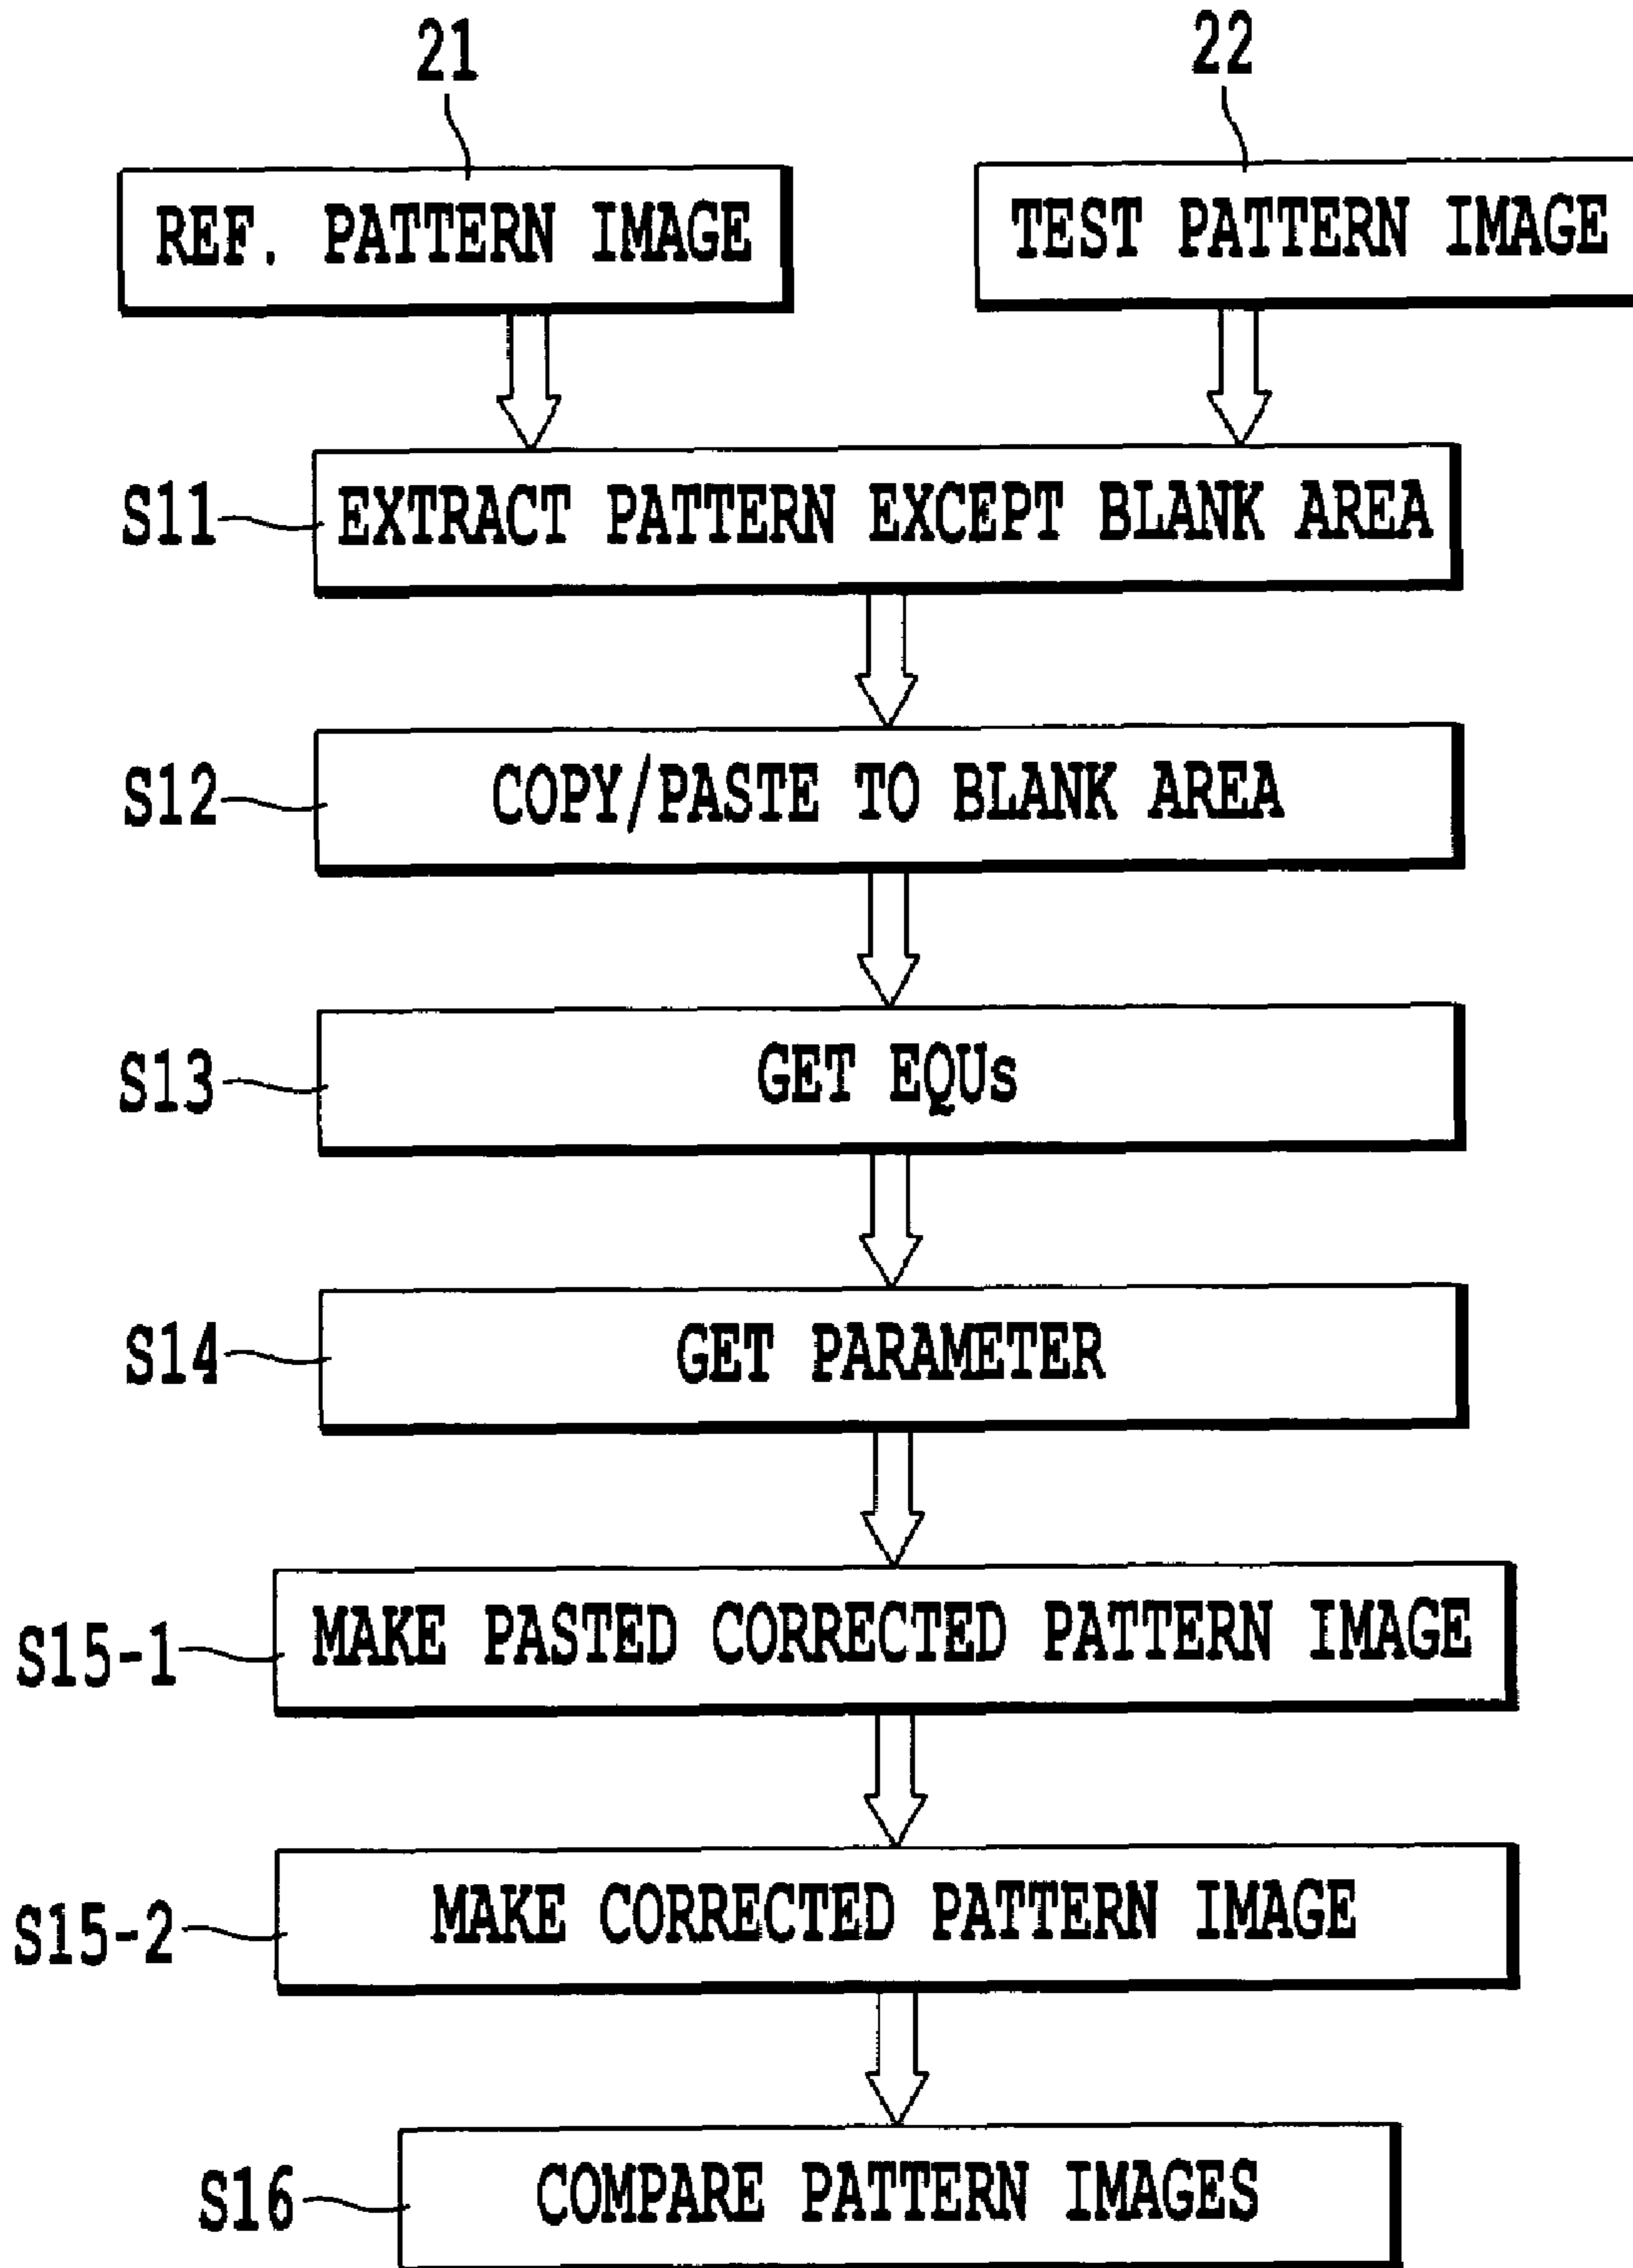 21
22
REF. PATTERN IMAGE
TEST PATTERN IMAGE
S11
EXTRACT PATTERN EXCEPT BLANK AREA
S12
COPY/PASTE TO BLANK AREA
S13
GET EQUs
S14
GET PARAMETER
S15-1
MAKE PASTED CORRECTED PATTERN IMAGE
S15-2
MAKE CORRECTED PATTERN IMAGE
S16
COMPARE PATTERN IMAGES